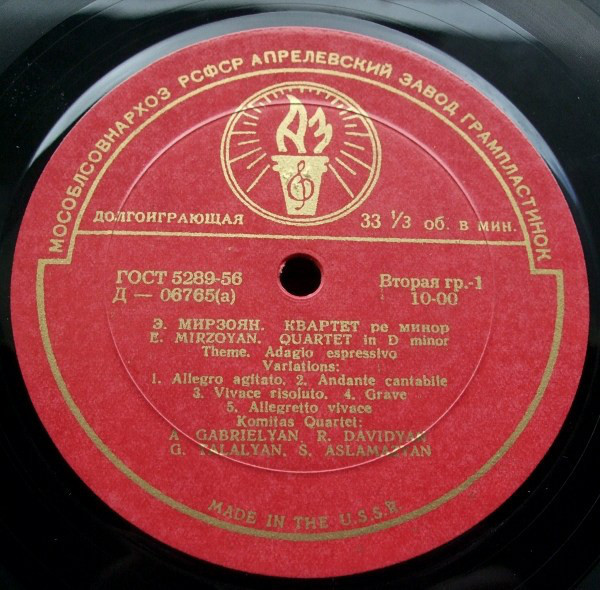 МОСОБЛСОВНАРХОЗ РСФСР АПРЕЛЕВСКИЙ ЗАВОД ГРАМПЛАСТИНОК
АЗ
ДОЛГОИГРАЮЩАЯ
33 1/3 об. в мин.
ГОСТ 5289-56
Д — 06765(а)
Вторая гр.-1
10-00
Э. МИРЗОЯН. КВАРТЕТ ре минор
E. MIRZOYAN. QUARTET in D minor
Theme. Adagio espressivo
Variations:
1. Allegro agitato. 2. Andante cantabile
3. Vivace risoluto. 4. Grave
5. Allegretto vivace
Komitas Quartet:
A GABRIELYAN, R. DAVIDYAN
G. TALALYAN, S. ASLAMAZYAN
MADE IN THE U.S.S.R.